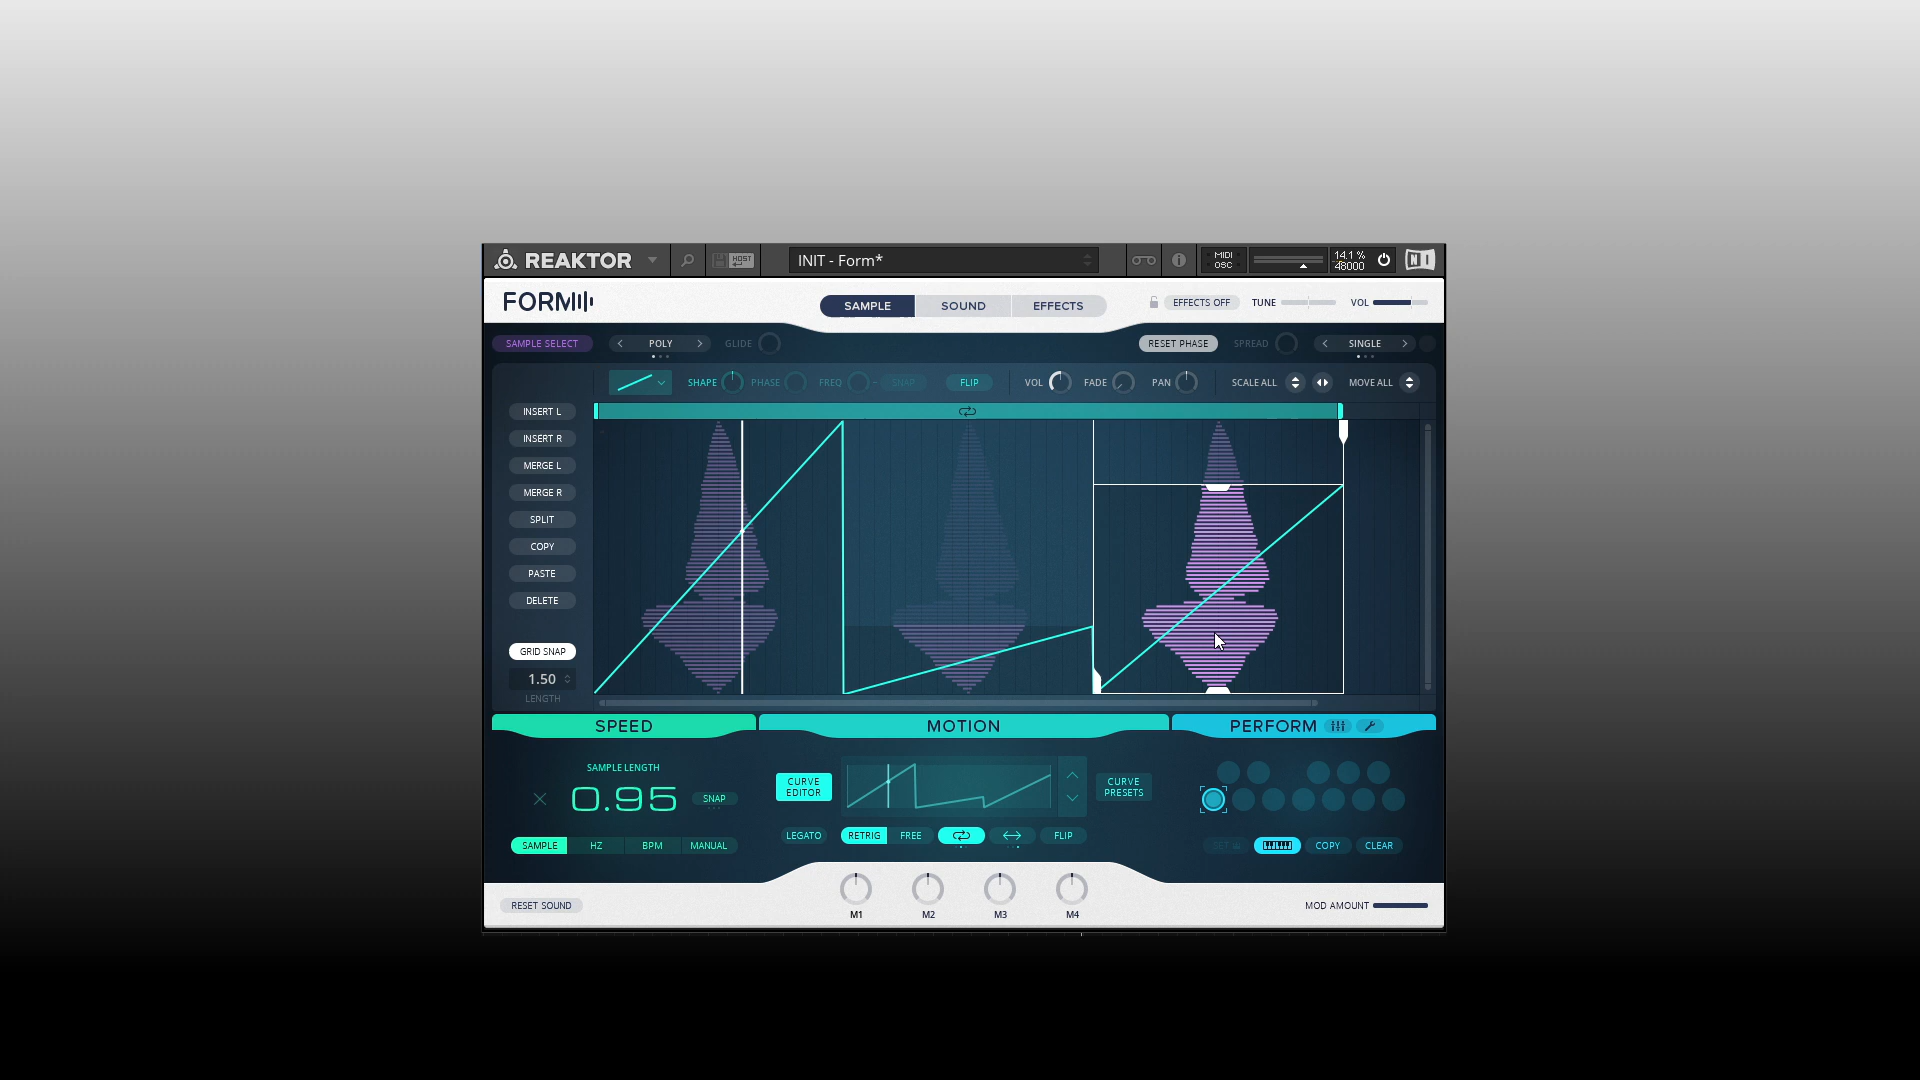 REAKTOR HOST INIT - Form* MIDI OSC 14.1 % 48000 NI
FORM SAMPLE SOUND EFFECTS EFFECTS OFF TUNE VOL
SAMPLE SELECT POLY GLIDE RESET PHASE SPREAD SINGLE
SHAPE PHASE FREQ SNAP FLIP VOL FADE PAN SCALE ALL MOVE ALL
INSERT L
INSERT R
MERGE L
MERGE R
SPLIT
COPY
PASTE
DELETE
GRID SNAP
1.50
LENGTH
SPEED MOTION PERFORM
SAMPLE LENGTH
0.95 SNAP
CURVE EDITOR
CURVE PRESETS
LEGATO RETRIG FREE FLIP
SAMPLE HZ BPM MANUAL
SET COPY CLEAR
RESET SOUND M1 M2 M3 M4 MOD AMOUNT